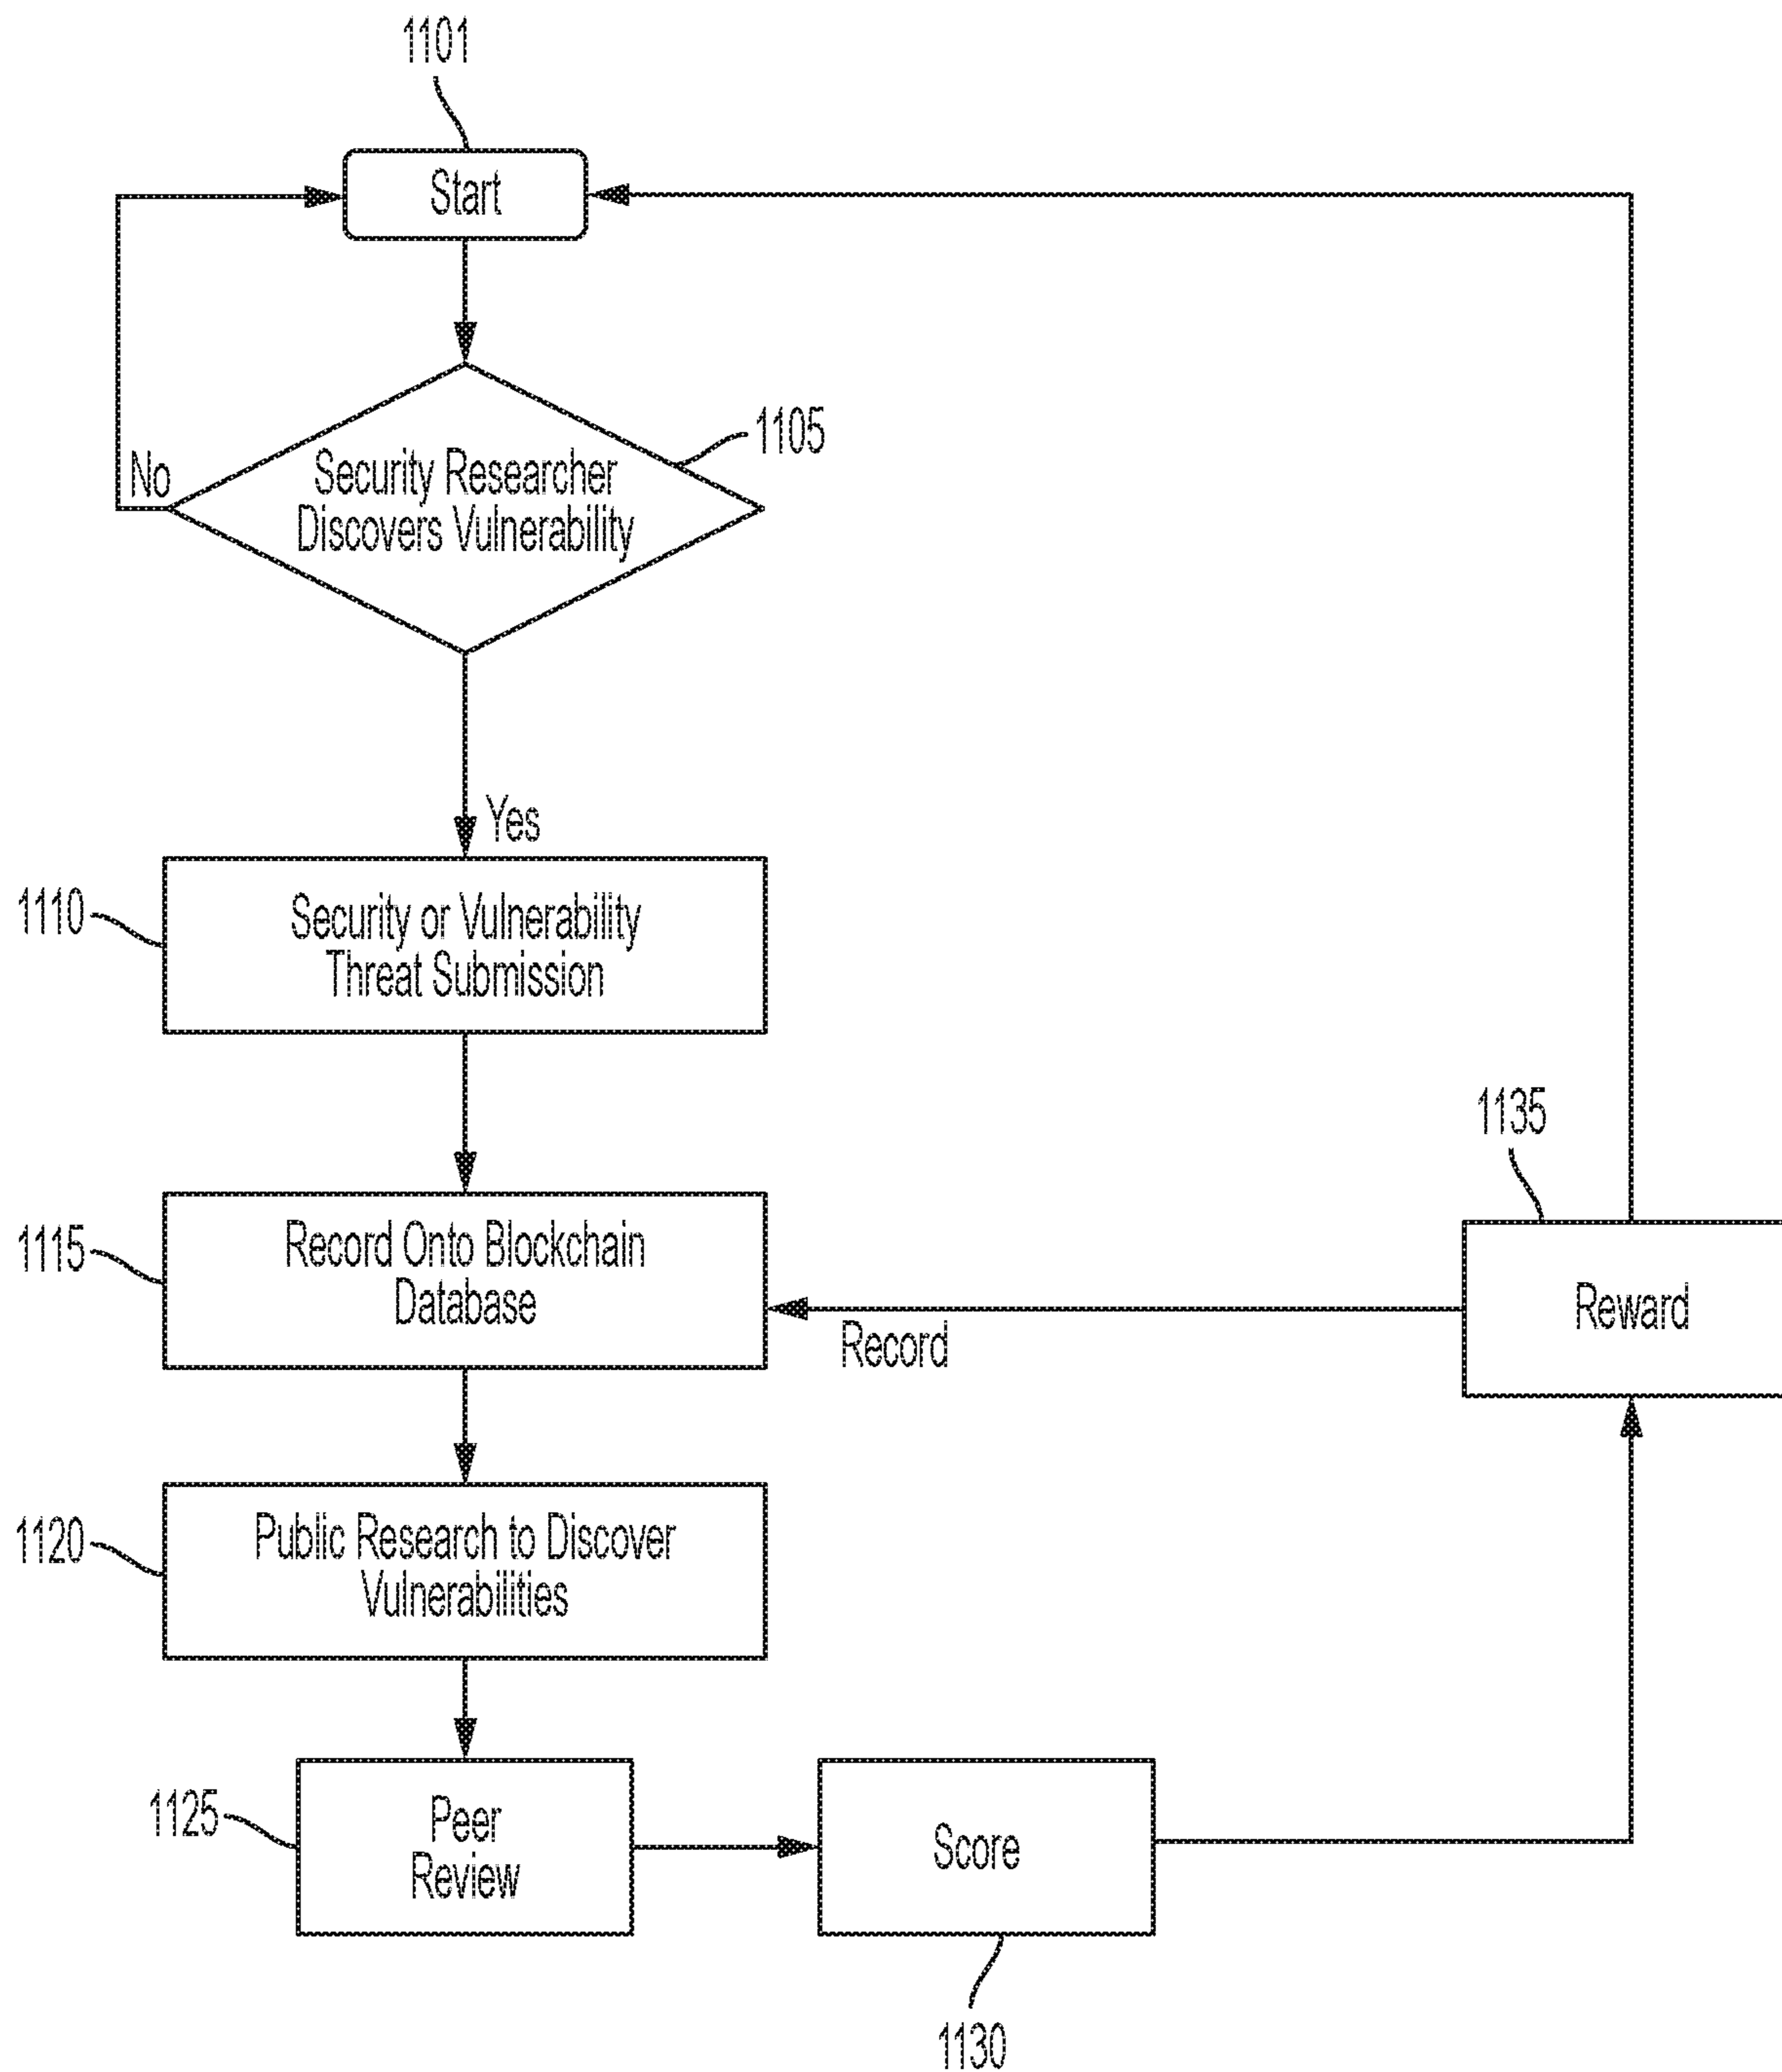 1101
Start
1105
No
Security Researcher
Discovers Vulnerability
Yes
1110
Security or Vulnerability
Threat Submission
1115
Record Onto Blockchain
Database
Record
1135
Reward
1120
Public Research to Discover
Vulnerabilities
1125
Peer
Review
Score
1130